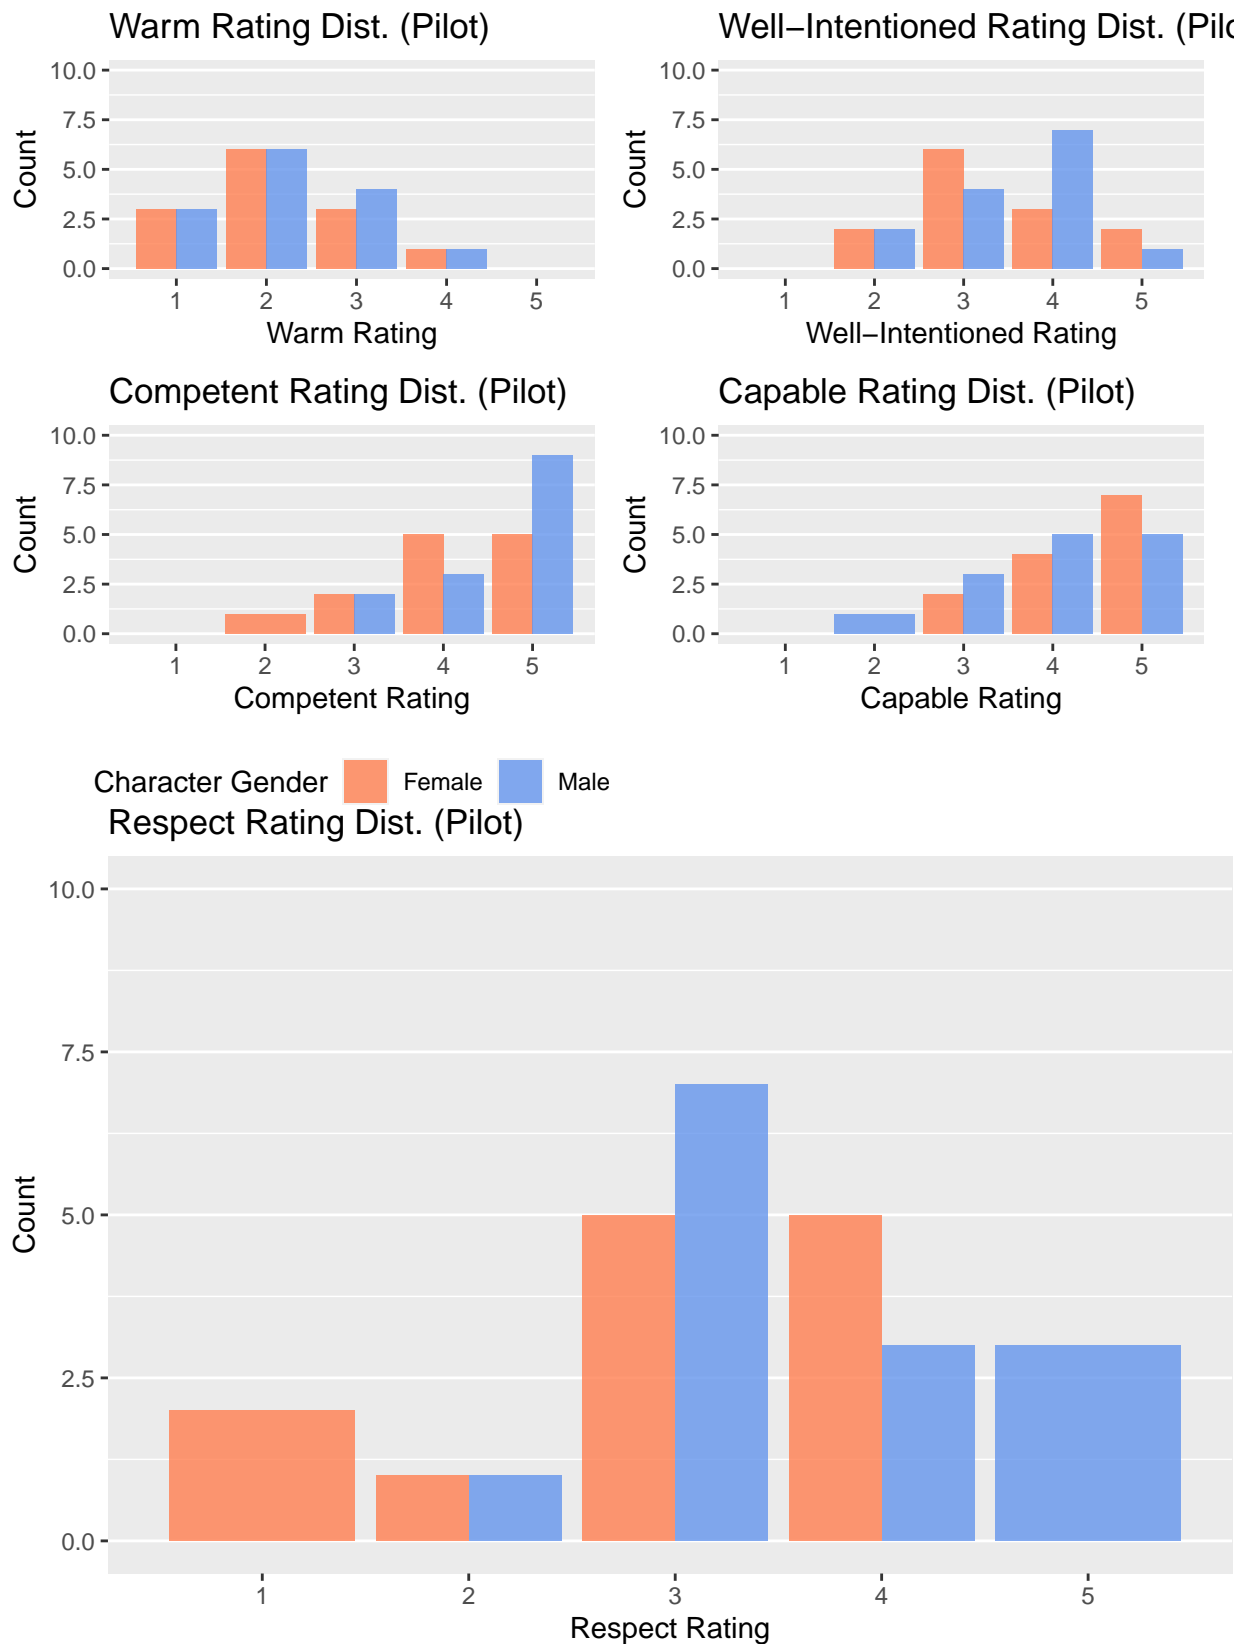 Warm Rating Dist. (Pilot)
10.0
7.5
5.0
2.5
0.0
Count
1 2 3 4 5
Warm Rating
Well−Intentioned Rating Dist. (Pilo
10.0
7.5
5.0
2.5
0.0
Count
1 2 3 4 5
Well−Intentioned Rating
Competent Rating Dist. (Pilot)
10.0
7.5
5.0
2.5
0.0
Count
1 2 3 4 5
Competent Rating
Capable Rating Dist. (Pilot)
10.0
7.5
5.0
2.5
0.0
Count
1 2 3 4 5
Capable Rating
Character Gender Female Male
Respect Rating Dist. (Pilot)
10.0
7.5
5.0
2.5
0.0
Count
1 2 3 4 5
Respect Rating